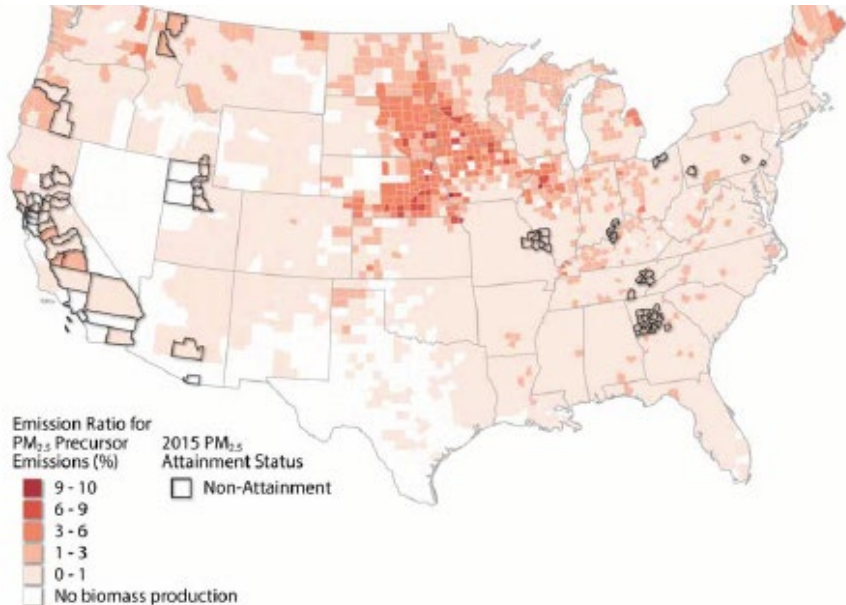 Emission Ratio for
PM2.5 Precursor
Emissions (%)
9 - 10
6 - 9
3 - 6
1 - 3
0 - 1
No biomass production
2015 PM2.5
Attainment Status
Non-Attainment